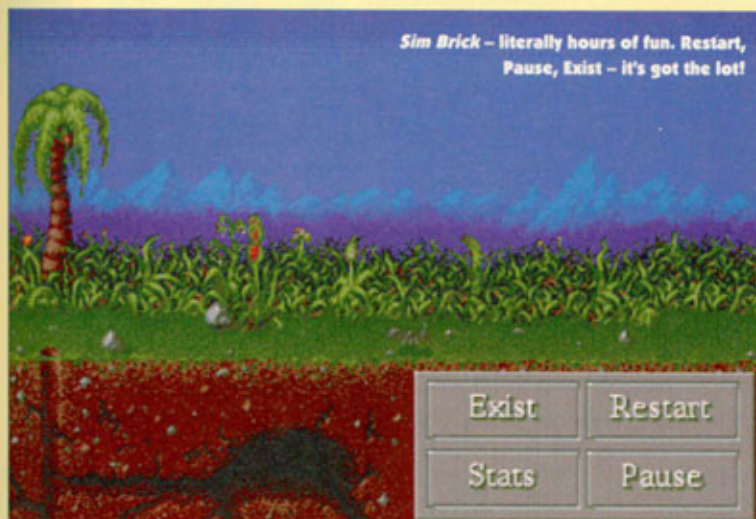 Sim Brick – literally hours of fun. Restart,
Pause, Exist – it's got the lot!
Exist Restart
Stats Pause